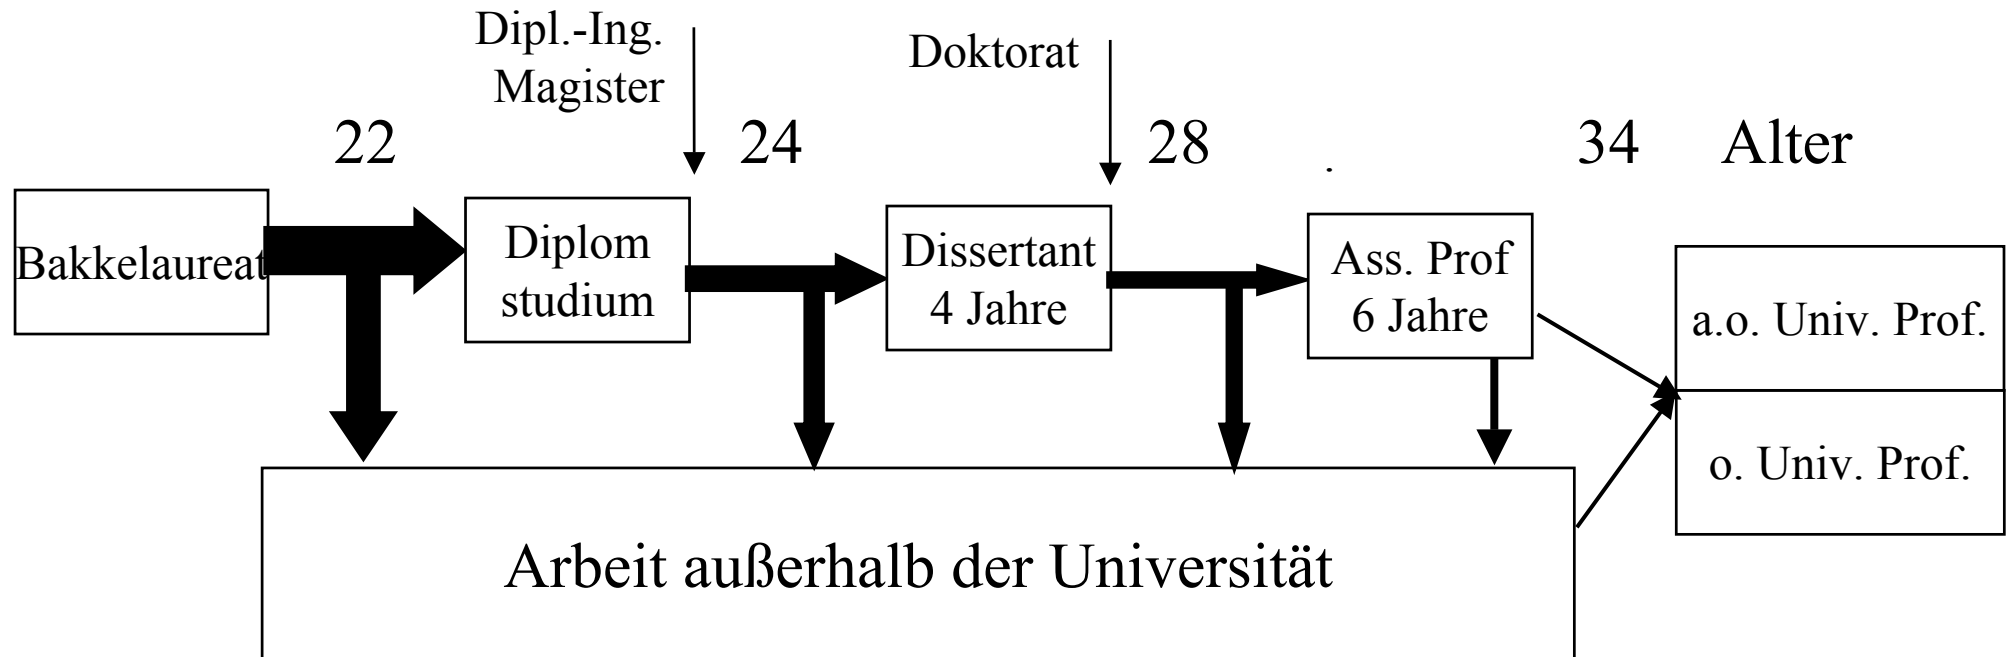 Dipl.-Ing.
Magister
Doktorat
22
24
28
.
34
Alter
Bakkelaureat
Diplom
studium
Dissertant
4 Jahre
Ass. Prof
6 Jahre
a.o. Univ. Prof.
o. Univ. Prof.
Arbeit außerhalb der Universität